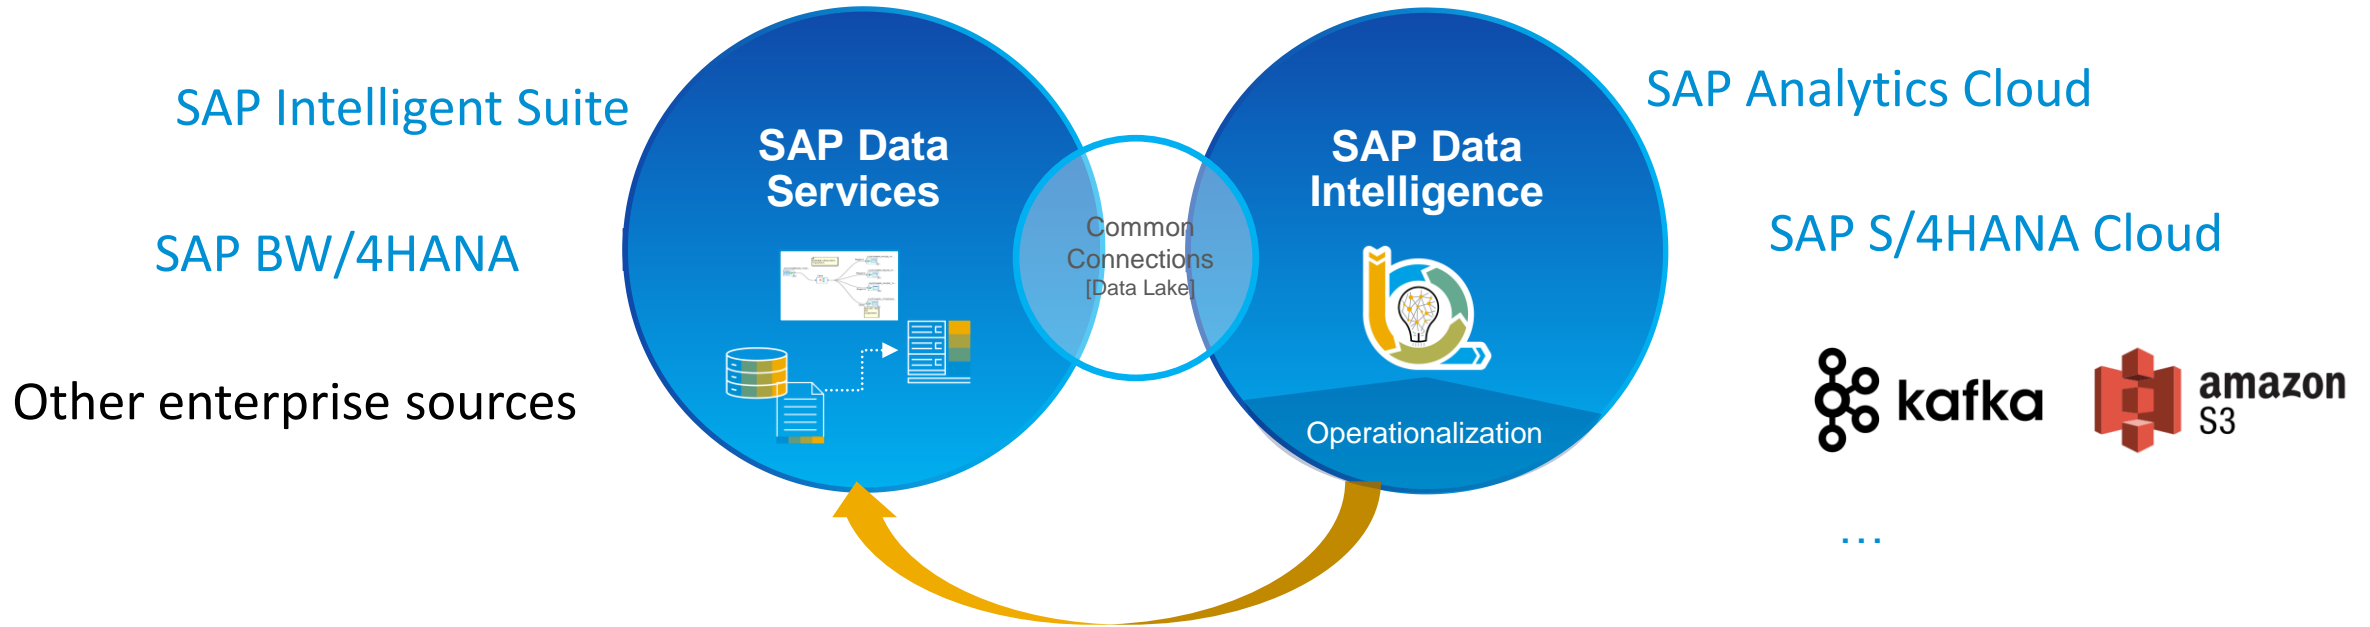 SAP Intelligent Suite
SAP BW/4HANA
Other enterprise sources
SAP Data
Services
Common
Connections
[Data Lake]
SAP Data
Intelligence
Operationalization
SAP Analytics Cloud
SAP S/4HANA Cloud
kafka
amazon
S3
...